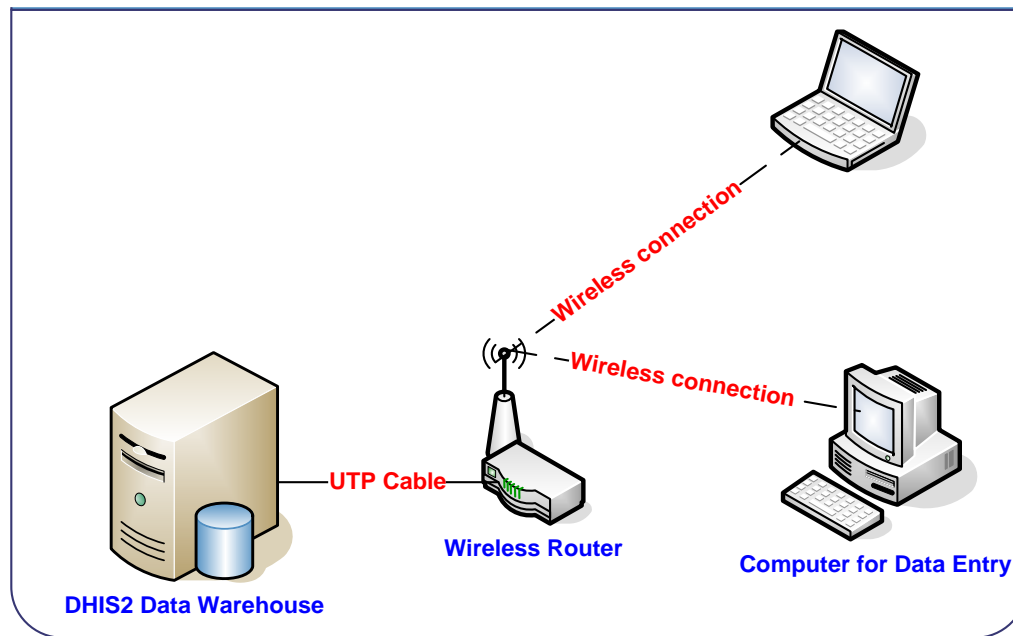 Wireless connection
Wireless connection
UTP Cable
Wireless Router
Computer for Data Entry
DHIS2 Data Warehouse